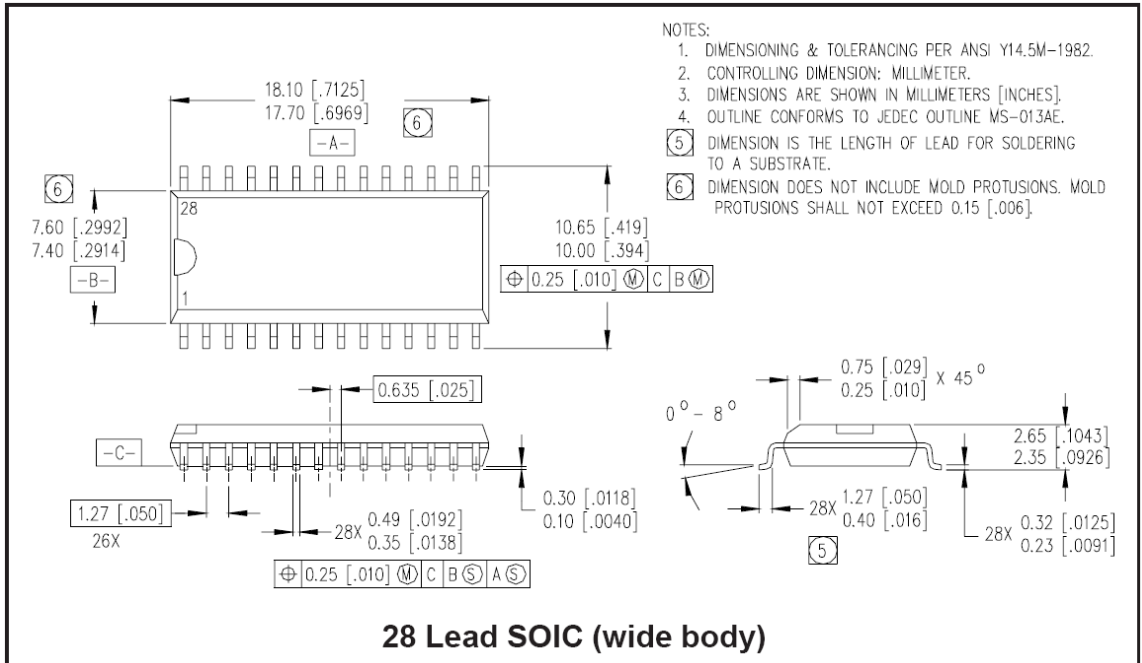 NOTES:
1. DIMENSIONING & TOLERANCING PER ANSI Y14.5M-1982.
2. CONTROLLING DIMENSION: MILLIMETER.
3. DIMENSIONS ARE SHOWN IN MILLIMETERS [INCHES].
4. OUTLINE CONFORMS TO JEDEC OUTLINE MS-013AE.
5 DIMENSION IS THE LENGTH OF LEAD FOR SOLDERING
TO A SUBSTRATE.
6 DIMENSION DOES NOT INCLUDE MOLD PROTUSIONS. MOLD
PROTUSIONS SHALL NOT EXCEED 0.15 [.006].
18.10 [.7125]
17.70 [.6969]
6
-A-
6
7.60 [.2992]
7.40 [.2914]
-B-
28
1
10.65 [.419]
10.00 [.394]
⌖ 0.25 [.010] Ⓜ C B Ⓜ
0.635 [.025]
-C-
1.27 [.050]
26X
28X 0.49 [.0192]
0.35 [.0138]
⌖ 0.25 [.010] Ⓜ C B Ⓢ A Ⓢ
0.30 [.0118]
0.10 [.0040]
0.75 [.029]
0.25 [.010] X 45°
0° - 8°
2.65 [.1043]
2.35 [.0926]
28X 1.27 [.050]
0.40 [.016]
5
28X 0.32 [.0125]
0.23 [.0091]
28 Lead SOIC (wide body)